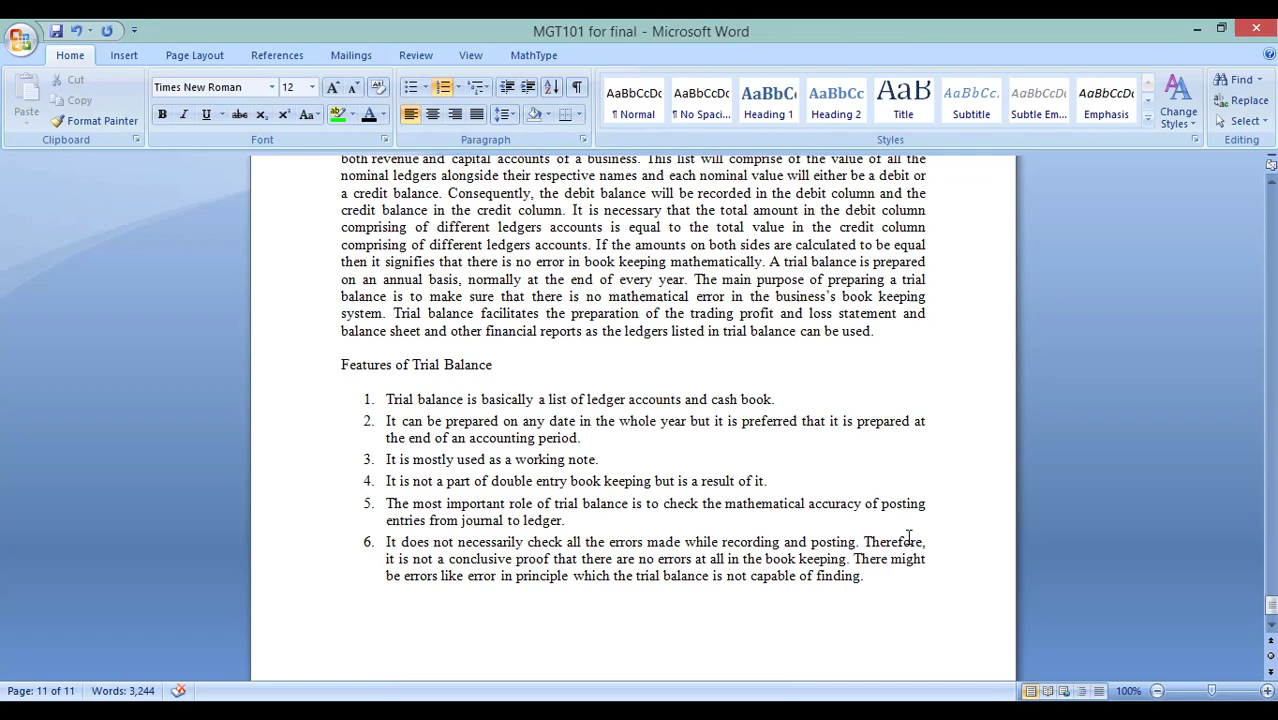 MGT101 for final - Microsoft Word
Home Insert Page Layout References Mailings Review View MathType
Cut
Copy
Format Painter
Paste
Clipboard
Times New Roman 12
Font
Paragraph
AaBbCcDc AaBbCcDc AaBbC AaBbCc AaB AaBbCc. AaBbCcDc AaBbCcDc
¶ Normal ¶ No Spaci... Heading 1 Heading 2 Title Subtitle Subtle Em... Emphasis
Change Styles
Styles
Find
Replace
Select
Editing
both revenue and capital accounts of a business. This list will comprise of the value of all the
nominal ledgers alongside their respective names and each nominal value will either be a debit or
a credit balance. Consequently, the debit balance will be recorded in the debit column and the
credit balance in the credit column. It is necessary that the total amount in the debit column
comprising of different ledgers accounts is equal to the total value in the credit column
comprising of different ledgers accounts. If the amounts on both sides are calculated to be equal
then it signifies that there is no error in book keeping mathematically. A trial balance is prepared
on an annual basis, normally at the end of every year. The main purpose of preparing a trial
balance is to make sure that there is no mathematical error in the business’s book keeping
system. Trial balance facilitates the preparation of the trading profit and loss statement and
balance sheet and other financial reports as the ledgers listed in trial balance can be used.
Features of Trial Balance
1. Trial balance is basically a list of ledger accounts and cash book.
2. It can be prepared on any date in the whole year but it is preferred that it is prepared at
the end of an accounting period.
3. It is mostly used as a working note.
4. It is not a part of double entry book keeping but is a result of it.
5. The most important role of trial balance is to check the mathematical accuracy of posting
entries from journal to ledger.
6. It does not necessarily check all the errors made while recording and posting. Therefore,
it is not a conclusive proof that there are no errors at all in the book keeping. There might
be errors like error in principle which the trial balance is not capable of finding.
Page: 11 of 11 Words: 3,244 100%